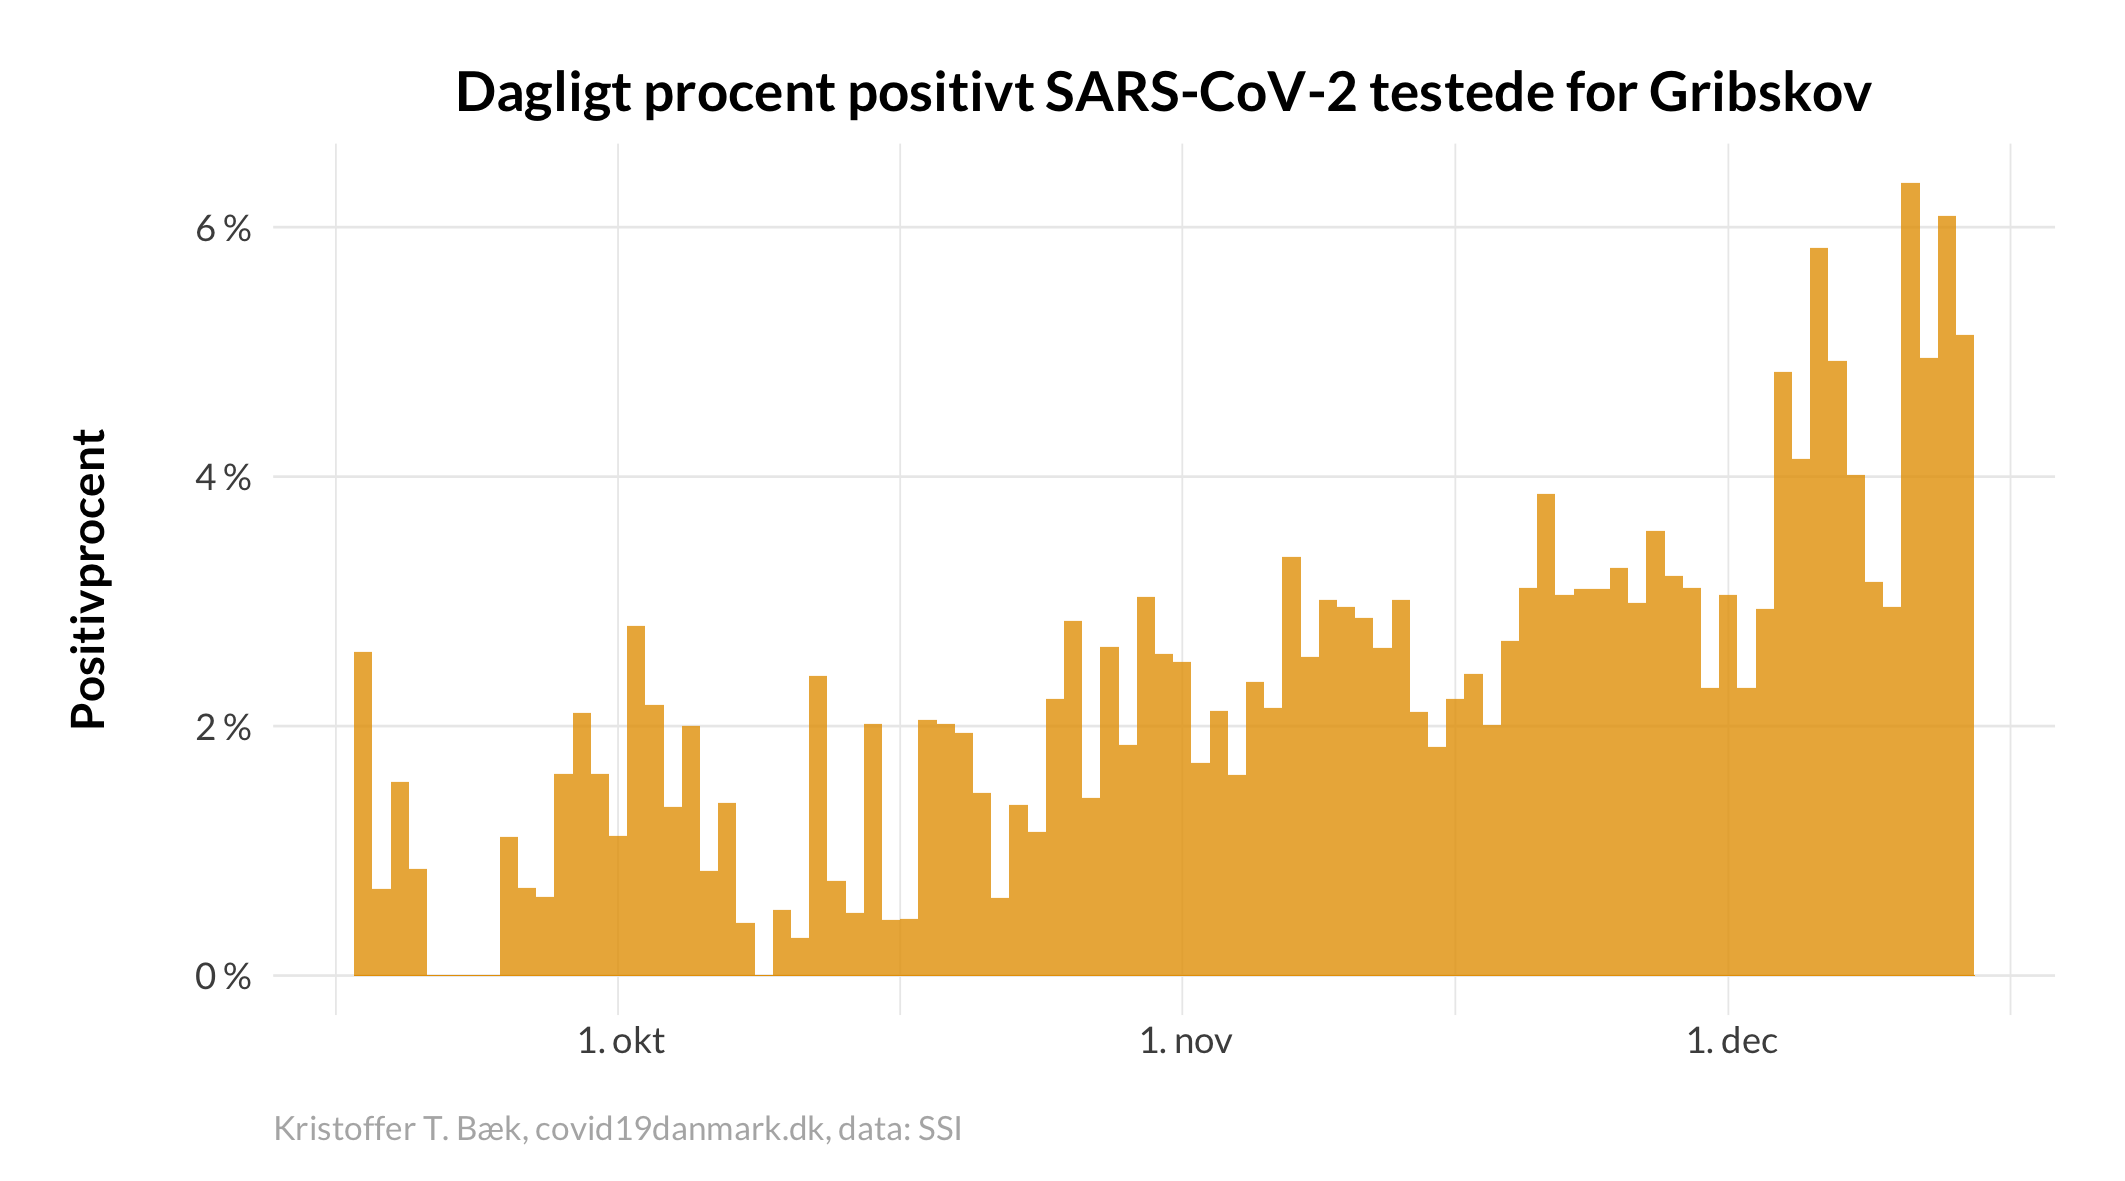 Dagligt procent positivt SARS-CoV-2 testede for Gribskov
Positivprocent
6 %
4 %
2 %
0 %
1. okt
1. nov
1. dec
Kristoffer T. Bæk, covid19danmark.dk, data: SSI